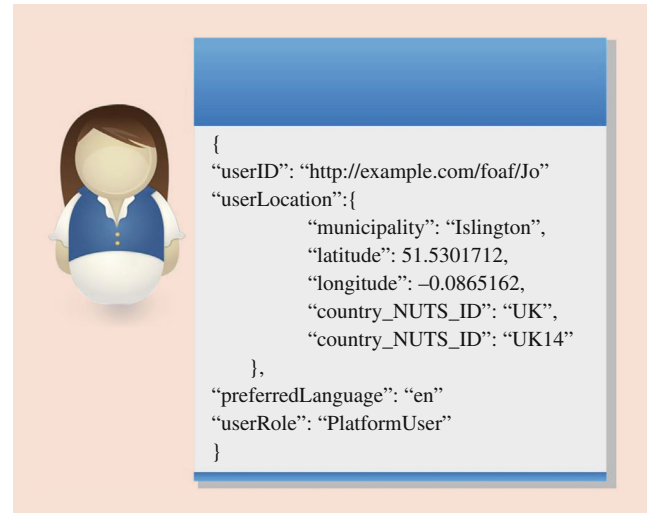 {
“userID”: “http://example.com/foaf/Jo”
“userLocation”:{
“municipality”: “Islington”,
“latitude”: 51.5301712,
“longitude”: –0.0865162,
“country_NUTS_ID”: “UK”,
“country_NUTS_ID”: “UK14”
},
“preferredLanguage”: “en”
“userRole”: “PlatformUser”
}